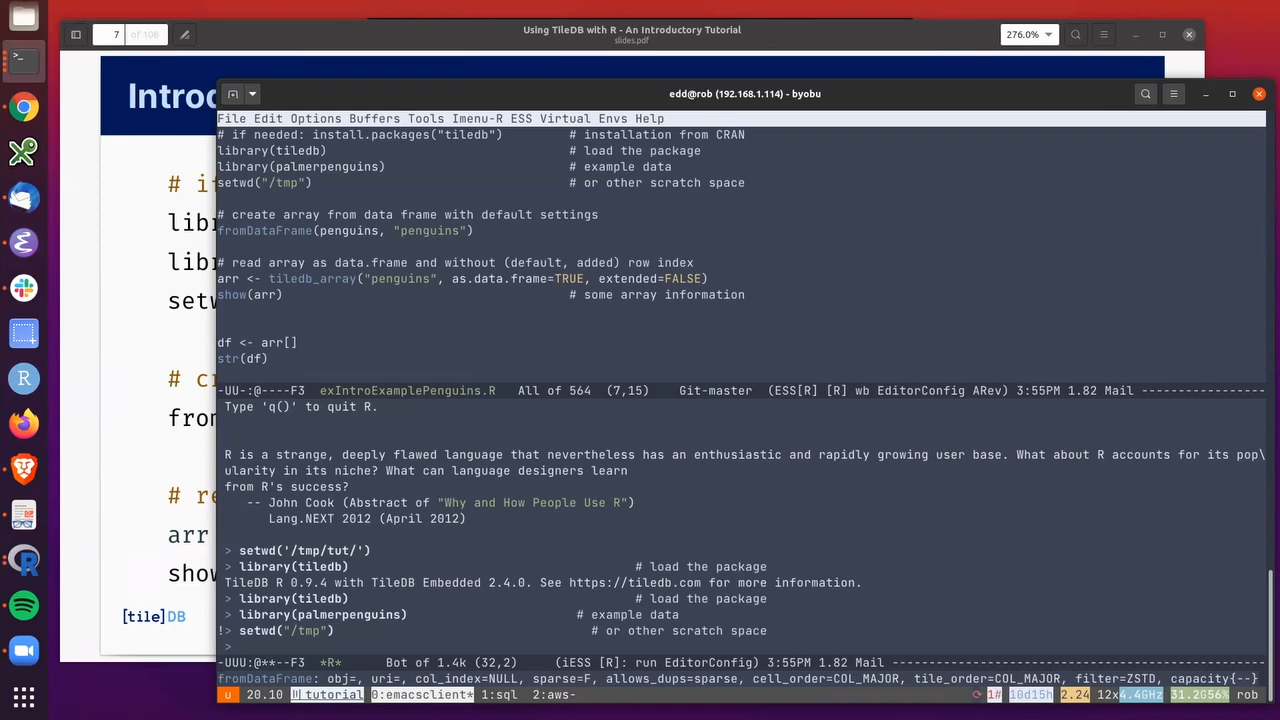 7 of 108
Using TileDB with R - An Introductory Tutorial
slides.pdf
276.0%
Introd
# if
libr
libr
setw
# cr
from
# re
arr
show
[tile]DB
edd@rob (192.168.1.114) - byobu
File Edit Options Buffers Tools Imenu-R ESS Virtual Envs Help
# if needed: install.packages("tiledb") # installation from CRAN
library(tiledb) # load the package
library(palmerpenguins) # example data
setwd("/tmp") # or other scratch space
# create array from data frame with default settings
fromDataFrame(penguins, "penguins")
# read array as data.frame and without (default, added) row index
arr <- tiledb_array("penguins", as.data.frame=TRUE, extended=FALSE)
show(arr) # some array information
df <- arr[]
str(df)
-UU-:@----F3 exIntroExamplePenguins.R All of 564 (7,15) Git-master (ESS[R] [R] wb EditorConfig ARev) 3:55PM 1.82 Mail -----------------
Type 'q()' to quit R.
R is a strange, deeply flawed language that nevertheless has an enthusiastic and rapidly growing user base. What about R accounts for its pop\
ularity in its niche? What can language designers learn
from R's success?
-- John Cook (Abstract of "Why and How People Use R")
Lang.NEXT 2012 (April 2012)
> setwd('/tmp/tut/')
> library(tiledb) # load the package
TileDB R 0.9.4 with TileDB Embedded 2.4.0. See https://tiledb.com for more information.
> library(tiledb) # load the package
> library(palmerpenguins) # example data
!> setwd("/tmp") # or other scratch space
>
-UUU:@**--F3 *R* Bot of 1.4k (32,2) (iESS [R]: run EditorConfig) 3:55PM 1.82 Mail ----------------------------------------------------
fromDataFrame: obj=, uri=, col_index=NULL, sparse=F, allows_dups=sparse, cell_order=COL_MAJOR, tile_order=COL_MAJOR, filter=ZSTD, capacity{--}
u 20.10 tutorial 0:emacsclient* 1:sql 2:aws- 1# 10d15h 2.24 12x4.4GHz 31.2G56% rob